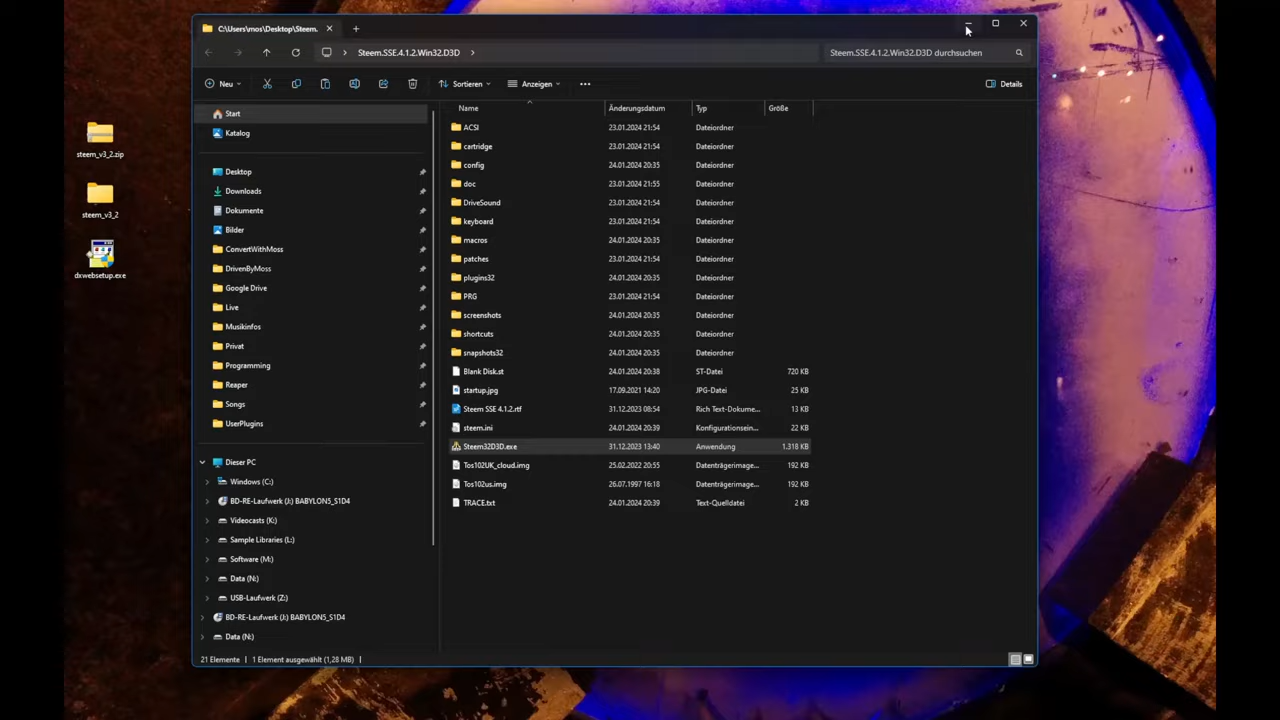 C:\Users\mos\Desktop\Steem.
Steem.SSE.4.1.2.Win32.D3D
Steem.SSE.4.1.2.Win32.D3D durchsuchen
Neu
Sortieren
Anzeigen
Details
steem_v3_2.zip
steem_v3_2
dxwebsetup.exe
Start
Katalog
Desktop
Downloads
Dokumente
Bilder
ConvertWithMoss
DrivenByMoss
Google Drive
Live
Musikinfos
Privat
Programming
Reaper
Songs
UserPlugins
Dieser PC
Windows (C:)
BD-RE-Laufwerk (J:) BABYLON5_S1D4
Videocasts (K:)
Sample Libraries (L:)
Software (M:)
Data (N:)
USB-Laufwerk (Z:)
BD-RE-Laufwerk (J:) BABYLON5_S1D4
Data (N:)
Name Änderungsdatum Typ Größe
ACSI 23.01.2024 21:54 Dateiordner
cartridge 23.01.2024 21:54 Dateiordner
config 24.01.2024 20:35 Dateiordner
doc 23.01.2024 21:55 Dateiordner
DriveSound 23.01.2024 21:54 Dateiordner
keyboard 23.01.2024 21:54 Dateiordner
macros 24.01.2024 20:35 Dateiordner
patches 23.01.2024 21:54 Dateiordner
plugins32 24.01.2024 20:35 Dateiordner
PRG 23.01.2024 21:54 Dateiordner
screenshots 24.01.2024 20:35 Dateiordner
shortcuts 24.01.2024 20:35 Dateiordner
snapshots32 24.01.2024 20:35 Dateiordner
Blank Disk.st 24.01.2024 20:38 ST-Datei 720 KB
startup.jpg 17.09.2021 14:20 JPG-Datei 25 KB
Steem SSE 4.1.2.rtf 31.12.2023 08:54 Rich Text-Dokume... 13 KB
steem.ini 24.01.2024 20:39 Konfigurationsein... 22 KB
Steem32D3D.exe 31.12.2023 13:40 Anwendung 1.318 KB
Tos102UK_cloud.img 25.02.2022 20:55 Datenträgerimage... 192 KB
Tos102us.img 26.07.1997 16:18 Datenträgerimage... 192 KB
TRACE.txt 24.01.2024 20:39 Text-Quelldatei 2 KB
21 Elemente 1 Element ausgewählt (1,28 MB)